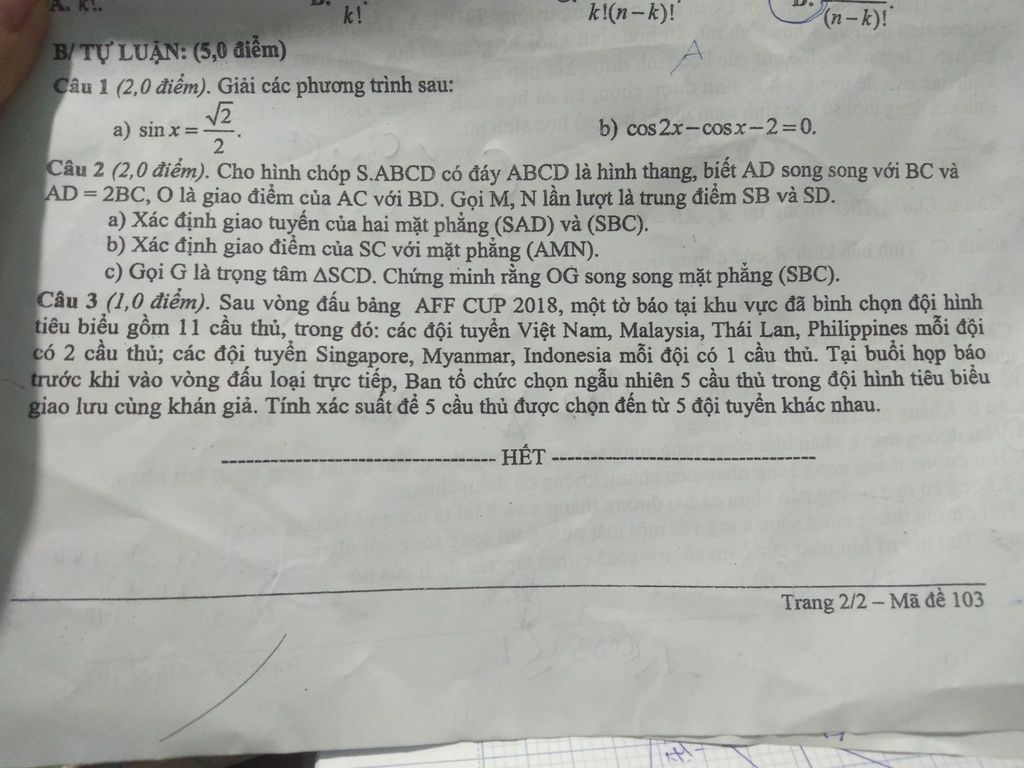 A. k!.
k!
k!(n−k)!
(n−k)!
A
B/ TỰ LUẬN: (5,0 điểm)
Câu 1 (2,0 điểm). Giải các phương trình sau:
a) sin x = √2/2. b) cos2x−cosx−2=0.
Câu 2 (2,0 điểm). Cho hình chóp S.ABCD có đáy ABCD là hình thang, biết AD song song với BC và
AD = 2BC, O là giao điểm của AC với BD. Gọi M, N lần lượt là trung điểm SB và SD.
a) Xác định giao tuyến của hai mặt phẳng (SAD) và (SBC).
b) Xác định giao điểm của SC với mặt phẳng (AMN).
c) Gọi G là trọng tâm ΔSCD. Chứng minh rằng OG song song mặt phẳng (SBC).
Câu 3 (1,0 điểm). Sau vòng đấu bảng AFF CUP 2018, một tờ báo tại khu vực đã bình chọn đội hình
tiêu biểu gồm 11 cầu thủ, trong đó: các đội tuyển Việt Nam, Malaysia, Thái Lan, Philippines mỗi đội
có 2 cầu thủ; các đội tuyển Singapore, Myanmar, Indonesia mỗi đội có 1 cầu thủ. Tại buổi họp báo
trước khi vào vòng đấu loại trực tiếp, Ban tổ chức chọn ngẫu nhiên 5 cầu thủ trong đội hình tiêu biểu
giao lưu cùng khán giả. Tính xác suất để 5 cầu thủ được chọn đến từ 5 đội tuyển khác nhau.
---------------------------------- HẾT ----------------------------------
Trang 2/2 – Mã đề 103